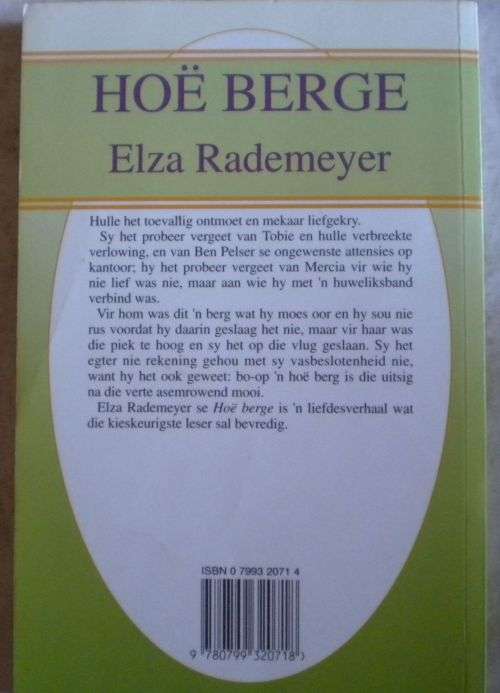 HOË BERGE
Elza Rademeyer
Hulle het toevallig ontmoet en mekaar liefgekry.
Sy het probeer vergeet van Tobie en hulle verbreekte
verlowing, en van Ben Pelser se ongewenste attensies op
kantoor; hy het probeer vergeet van Mercia vir wie hy
nie lief was nie, maar aan wie hy met 'n huweliksband
verbind was.
Vir hom was dit 'n berg wat hy moes oor en hy sou nie
rus voordat hy daarin geslaag het nie, maar vir haar was
die piek te hoog en sy het op die vlug geslaan. Sy het
egter nie rekening gehou met sy vasbeslotenheid nie,
want hy het ook geweet: bo-op 'n hoë berg is die uitsig
na die verte asemrowend mooi.
Elza Rademeyer se Hoë berge is 'n liefdesverhaal wat
die kieskeurigste leser sal bevredig.
ISBN 0 7993 2071 4
9 780799 320718 >